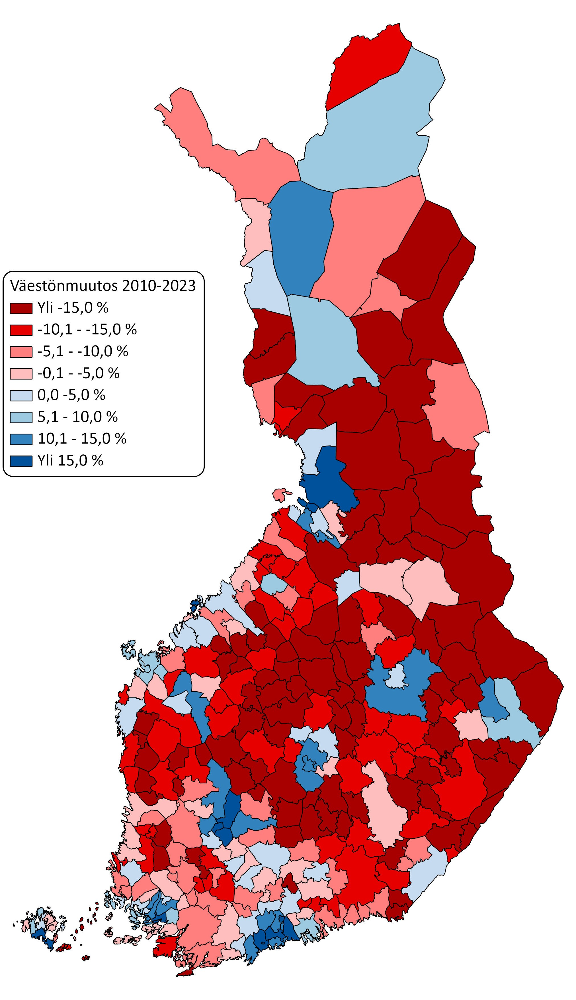 Väestönmuutos 2010-2023
Yli -15,0 %
-10,1 - -15,0 %
-5,1 - -10,0 %
-0,1 - -5,0 %
0,0 -5,0 %
5,1 - 10,0 %
10,1 - 15,0 %
Yli 15,0 %